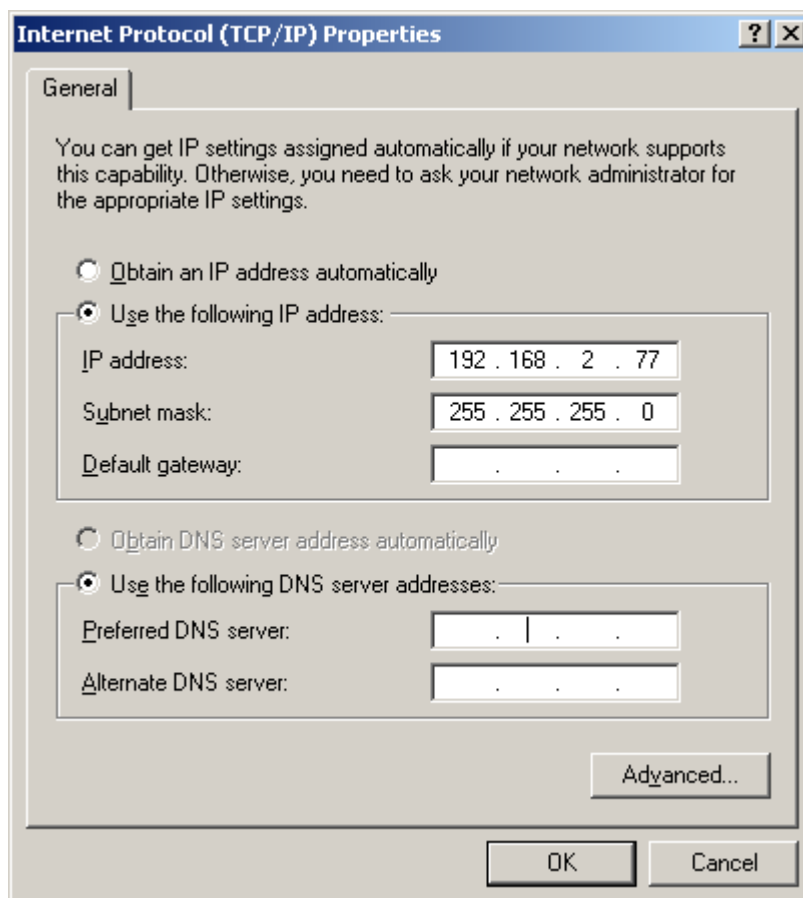 Internet Protocol (TCP/IP) Properties
General
You can get IP settings assigned automatically if your network supports
this capability. Otherwise, you need to ask your network administrator for
the appropriate IP settings.
Obtain an IP address automatically
Use the following IP address:
IP address: 192 . 168 . 2 . 77
Subnet mask: 255 . 255 . 255 . 0
Default gateway: . . .
Obtain DNS server address automatically
Use the following DNS server addresses:
Preferred DNS server: . . .
Alternate DNS server: . . .
Advanced...
OK Cancel